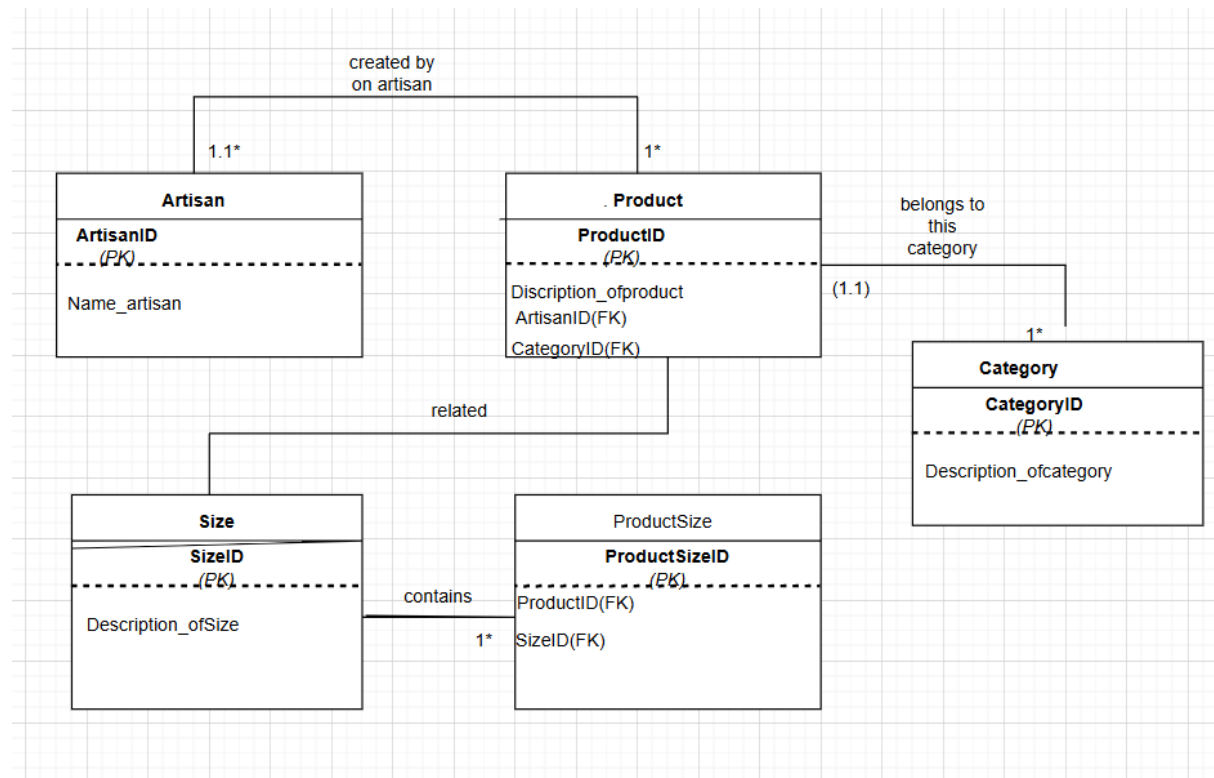 created by
on artisan
1.1*
1*
Artisan
ArtisanID
(PK)
Name_artisan
. Product
ProductID
(PK)
Discription_ofproduct
ArtisanID(FK)
CategoryID(FK)
belongs to
this
category
(1.1)
1*
Category
CategoryID
(PK)
Description_ofcategory
related
Size
SizeID
(PK)
Description_ofSize
contains
1*
ProductSize
ProductSizeID
(PK)
ProductID(FK)
SizeID(FK)